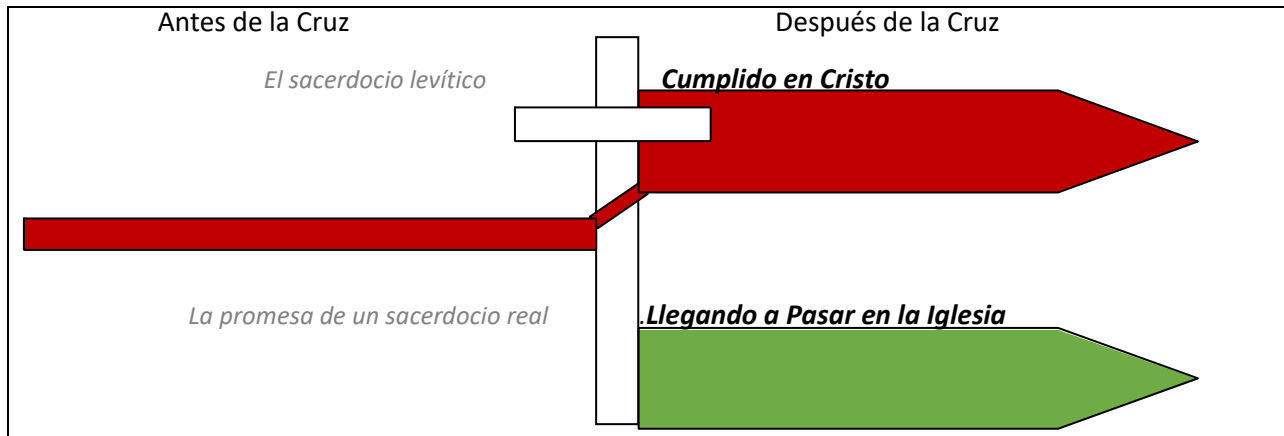 Antes de la Cruz
Después de la Cruz
El sacerdocio levítico
Cumplido en Cristo
La promesa de un sacerdocio real
.Llegando a Pasar en la Iglesia